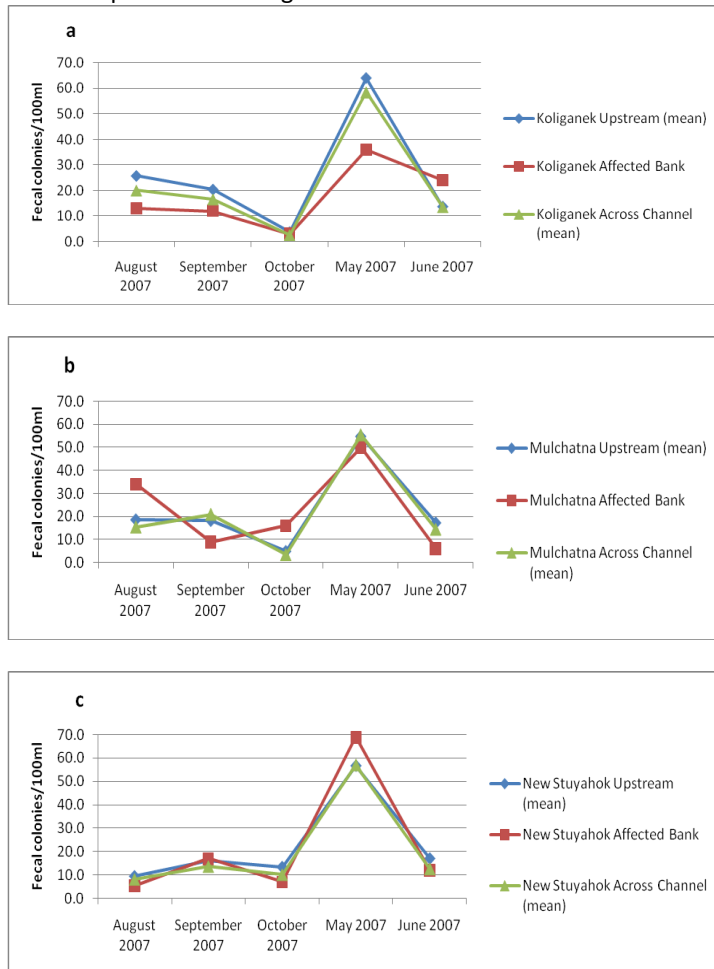 a
70.0
60.0
50.0
40.0
30.0
20.0
10.0
0.0
Fecal colonies/100ml
August 2007
September 2007
October 2007
May 2007
June 2007
Koliganek Upstream (mean)
Koliganek Affected Bank
Koliganek Across Channel
(mean)
b
70.0
60.0
50.0
40.0
30.0
20.0
10.0
0.0
Fecal colonies/100ml
August 2007
September 2007
October 2007
May 2007
June 2007
Mulchatna Upstream (mean)
Mulchatna Affected Bank
Mulchatna Across Channel
(mean)
c
70.0
60.0
50.0
40.0
30.0
20.0
10.0
0.0
Fecal colonies/100ml
August 2007
September 2007
October 2007
May 2007
June 2007
New Stuyahok Upstream
(mean)
New Stuyahok Affected Bank
New Stuyahok Across Channel
(mean)